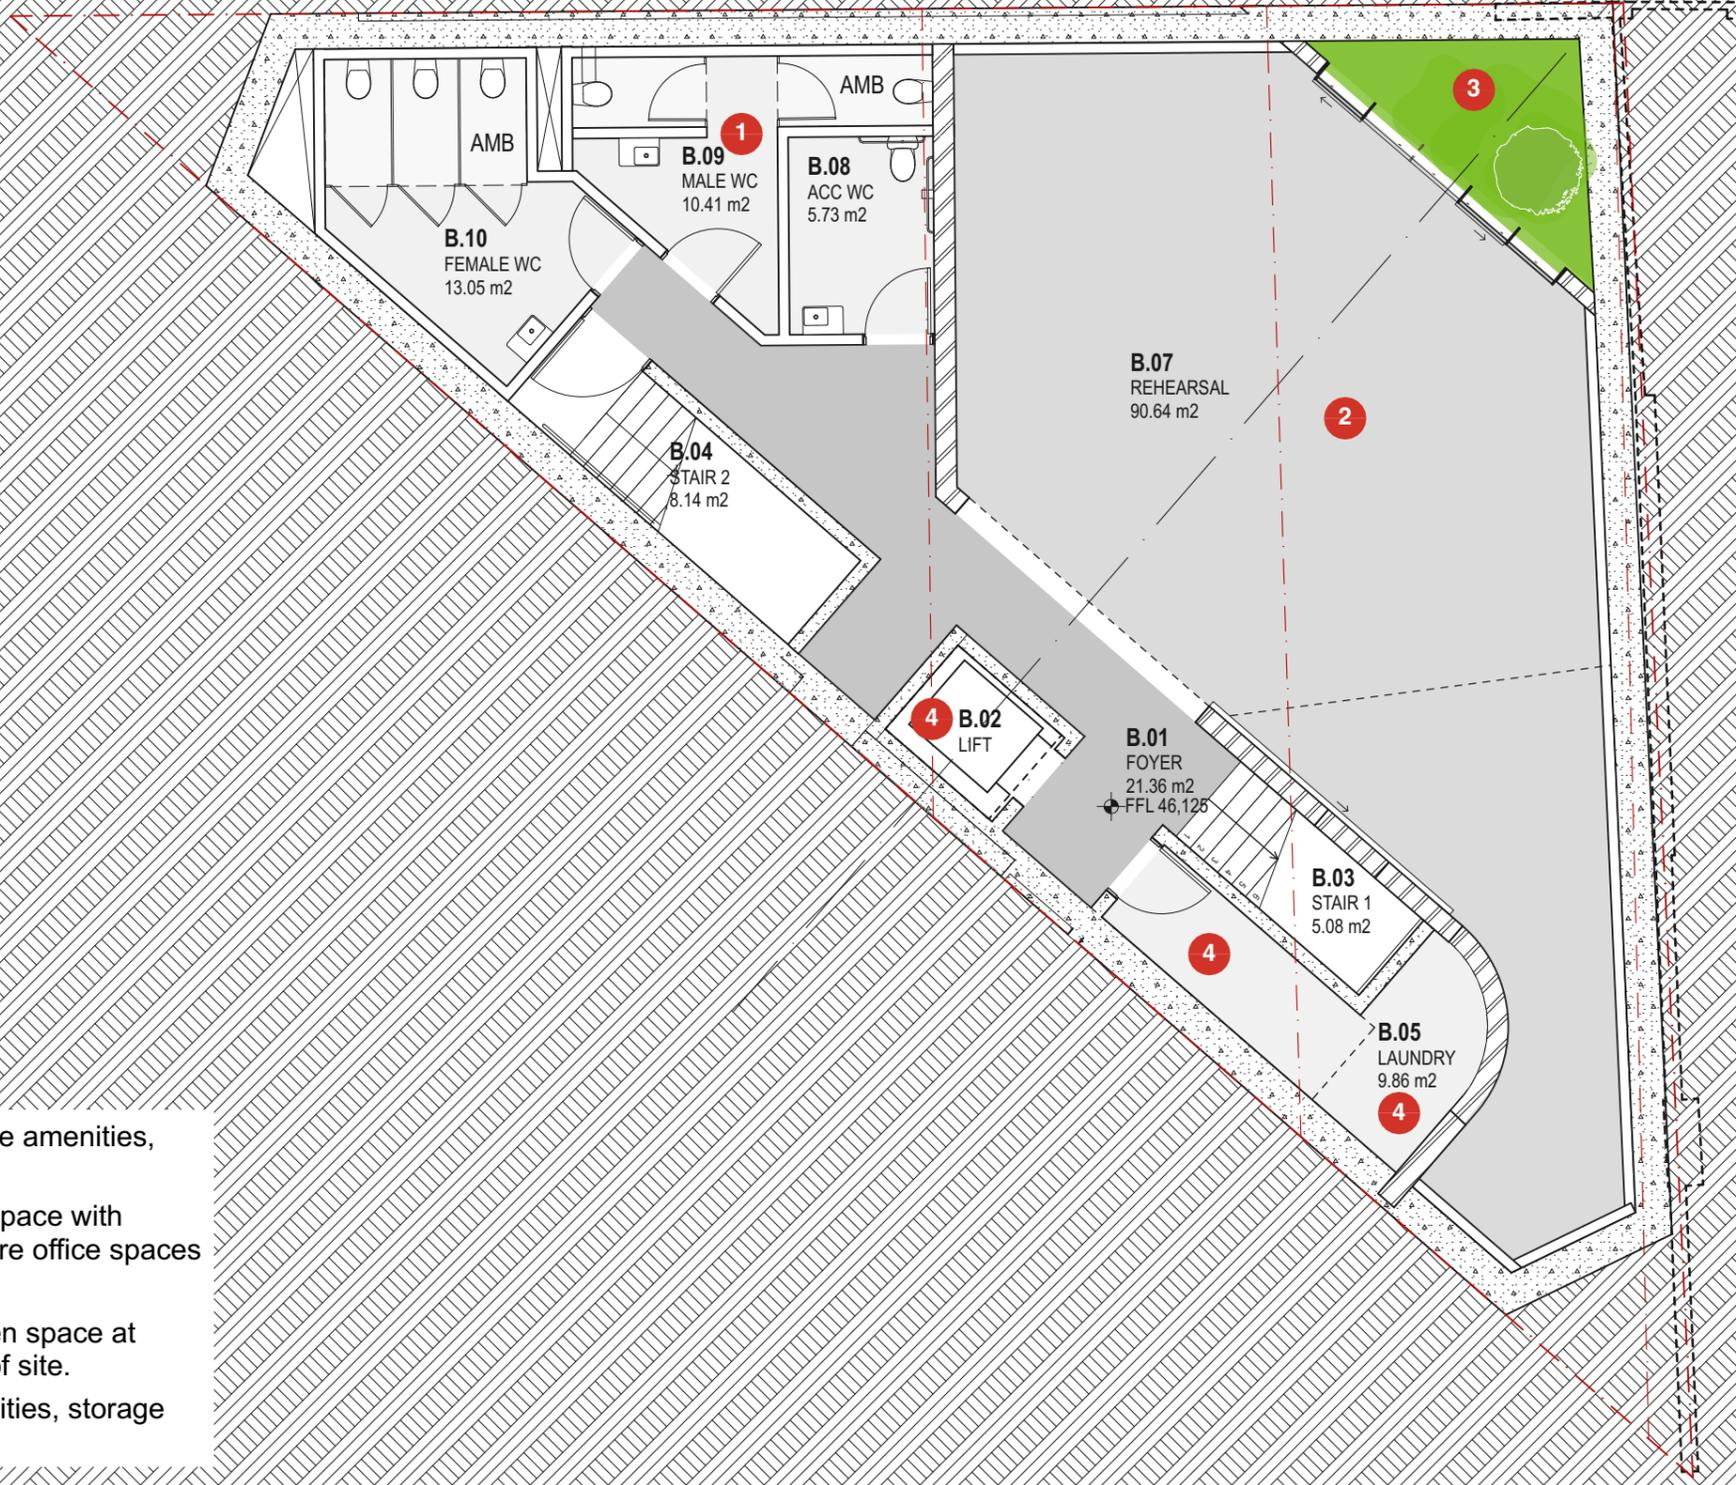 3
AMB
1
AMB
B.09
MALE WC
10.41 m2
B.08
ACC WC
5.73 m2
B.10
FEMALE WC
13.05 m2
B.07
REHEARSAL
90.64 m2
2
B.04
STAIR 2
8.14 m2
4
B.02
LIFT
B.01
FOYER
21.36 m2
FFL 46,125
B.03
STAIR 1
5.08 m2
4
B.05
LAUNDRY
9.86 m2
4
e amenities,
pace with
re office spaces
en space at
of site.
ities, storage